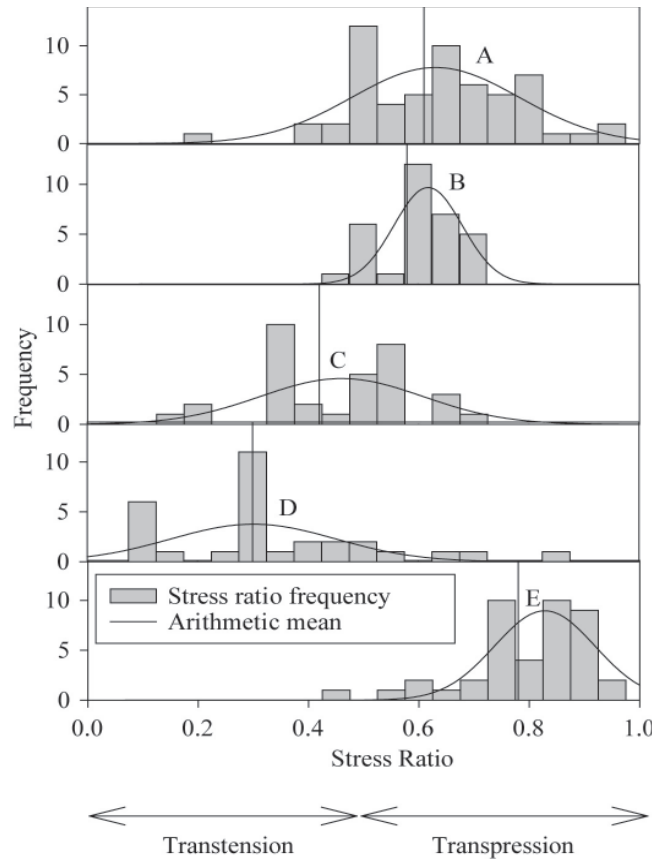 10
5
0
A
10
5
0
B
10
5
0
C
10
5
0
D
10
5
0
E
Frequency
Stress ratio frequency
Arithmetic mean
0.0 0.2 0.4 0.6 0.8 1.0
Stress Ratio
Transtension Transpression